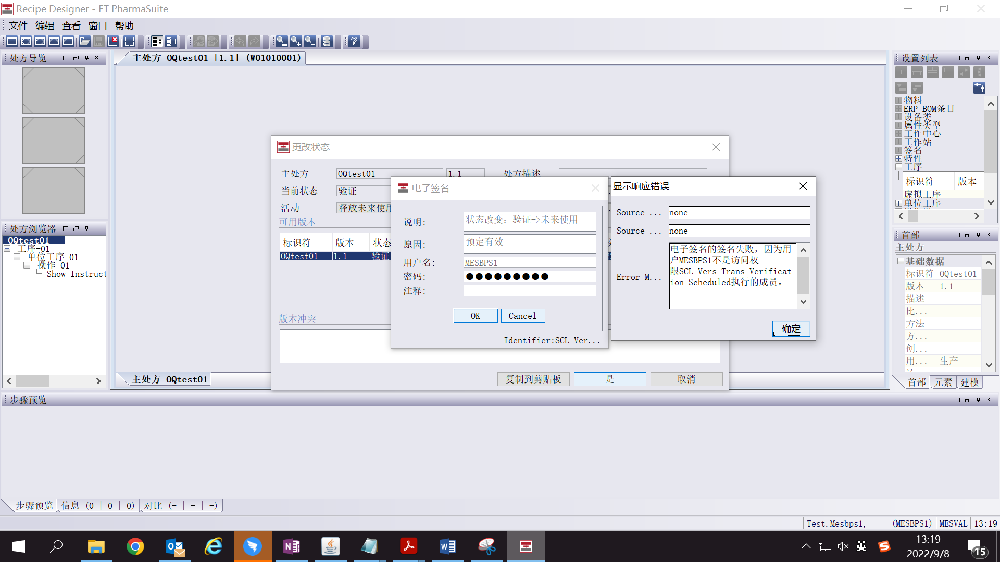 Recipe Designer - FT PharmaSuite
文件 编辑 查看 窗口 帮助
处方导览
主处方 OQtest01 [1.1] (W01010001)
设置列表
物料
ERP BOM条目
设备类
属性类型
工作中心
工作站
签名
特性
工序
标识符 版本
虚拟工序
单位工序
处方浏览器
OQtest01
工序-01
单位工序-01
操作-01
Show Instruct
更改状态
主处方 OQtest01 1.1 处方描述
当前状态 验证
活动 释放未来使用
可用版本
标识符 版本 状态
OQtest01 1.1 验证
版本冲突
复制到剪贴板 是 取消
电子签名
说明: 状态改变: 验证->未来使用
原因: 预定有效
用户名: MESBPS1
密码: ●●●●●●●●●
注释:
OK Cancel
Identifier:SCL_Ver...
显示响应错误
Source ... none
Source ... none
Error M...
电子签名的签名失败，因为用
户MESBPS1不是访问权
限SCL_Vers_Trans_Verificat
ion-Scheduled执行的成员。
确定
首部
主处方
基础数据
标识符 OQtest01
版本 1.1
描述
比...
方法
方...
创...
用... 生产
首部 元素 建模
主处方 OQtest01
步骤预览
步骤预览 信息 (0 | 0 | 0) 对比 (- | - | -)
Test.Mesbps1, --- (MESBPS1) MESVAL 13:19
英
13:19
2022/9/8
15